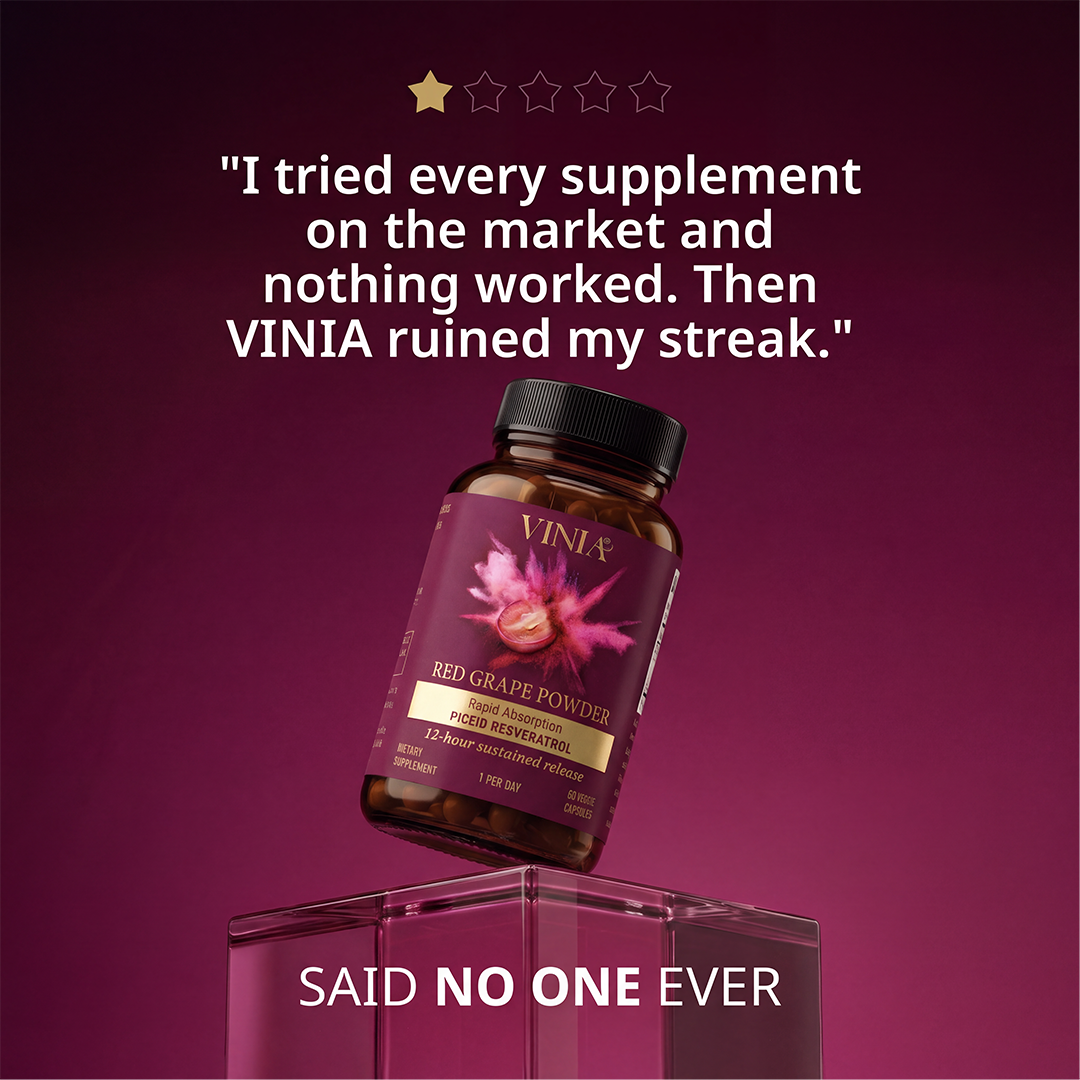 "I tried every supplement
on the market and
nothing worked. Then
VINIA ruined my streak."
VINIA®
RED GRAPE POWDER
Rapid Absorption
PICEID RESVERATROL
12-hour sustained release
SUPPLEMENT
1 PER DAY
60 VEGGIE
CAPSULES
SAID NO ONE EVER